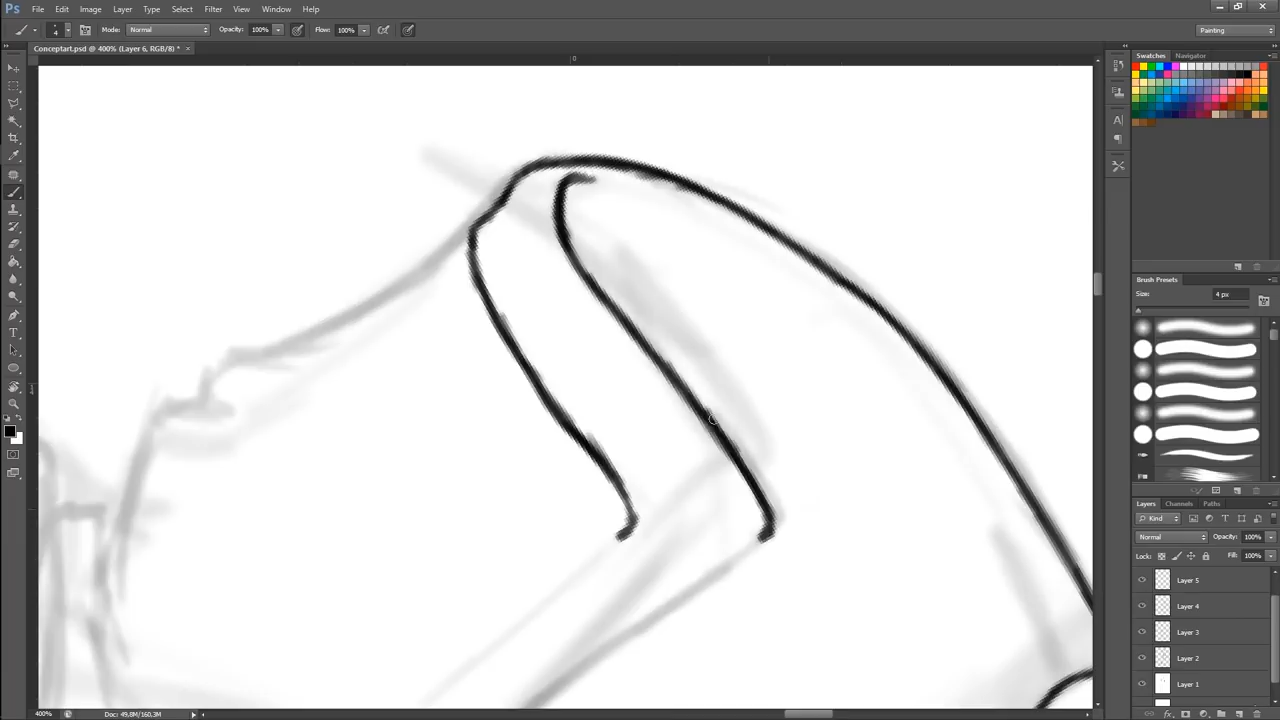 Ps File Edit Image Layer Type Select Filter View Window Help
4 Mode: Normal Opacity: 100% Flow: 100% Painting
Conceptart.psd @ 400% (Layer 6, RGB/8) * ×
0
Swatches Navigator
Brush Presets
Size: 4 px
Layers Channels Paths
Kind
Normal Opacity: 100%
Lock: Fill: 100%
Layer 5
Layer 4
Layer 3
Layer 2
Layer 1
400% Doc: 49,8M/160,3M